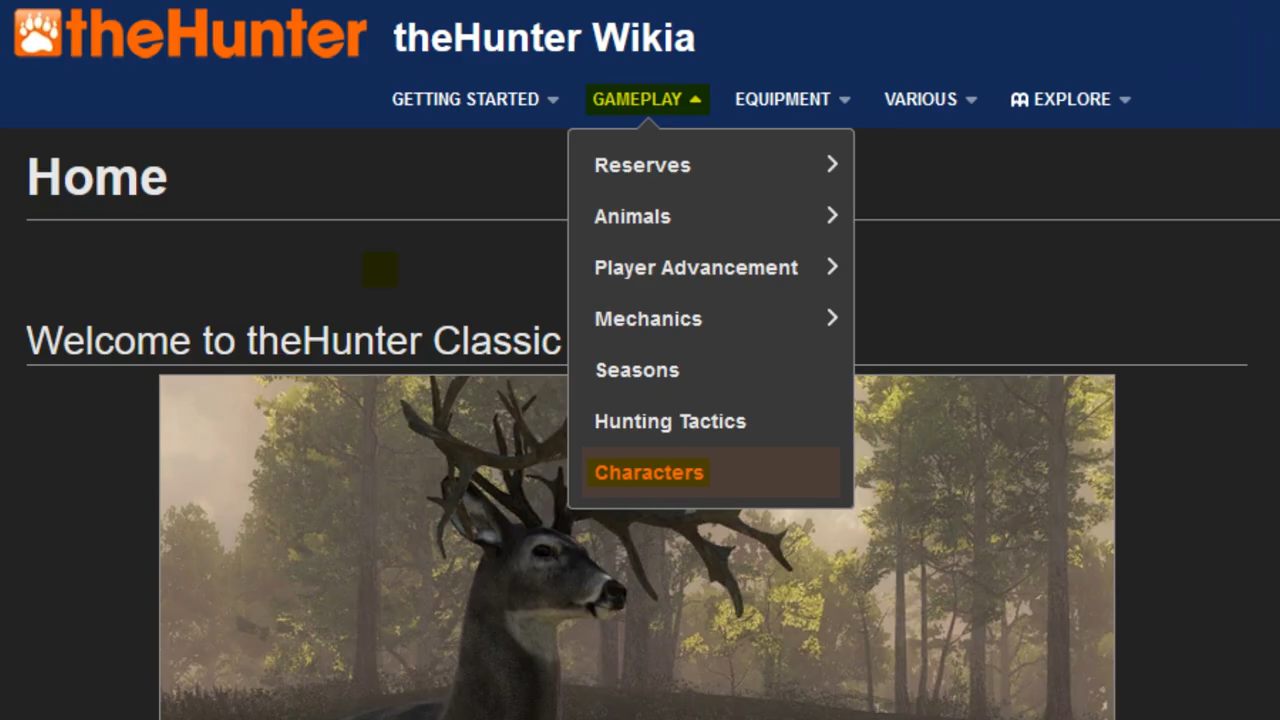 theHunter
theHunter Wikia
GETTING STARTED GAMEPLAY EQUIPMENT VARIOUS EXPLORE
Home
Reserves
Animals
Player Advancement
Mechanics
Seasons
Hunting Tactics
Characters
Welcome to theHunter Classic